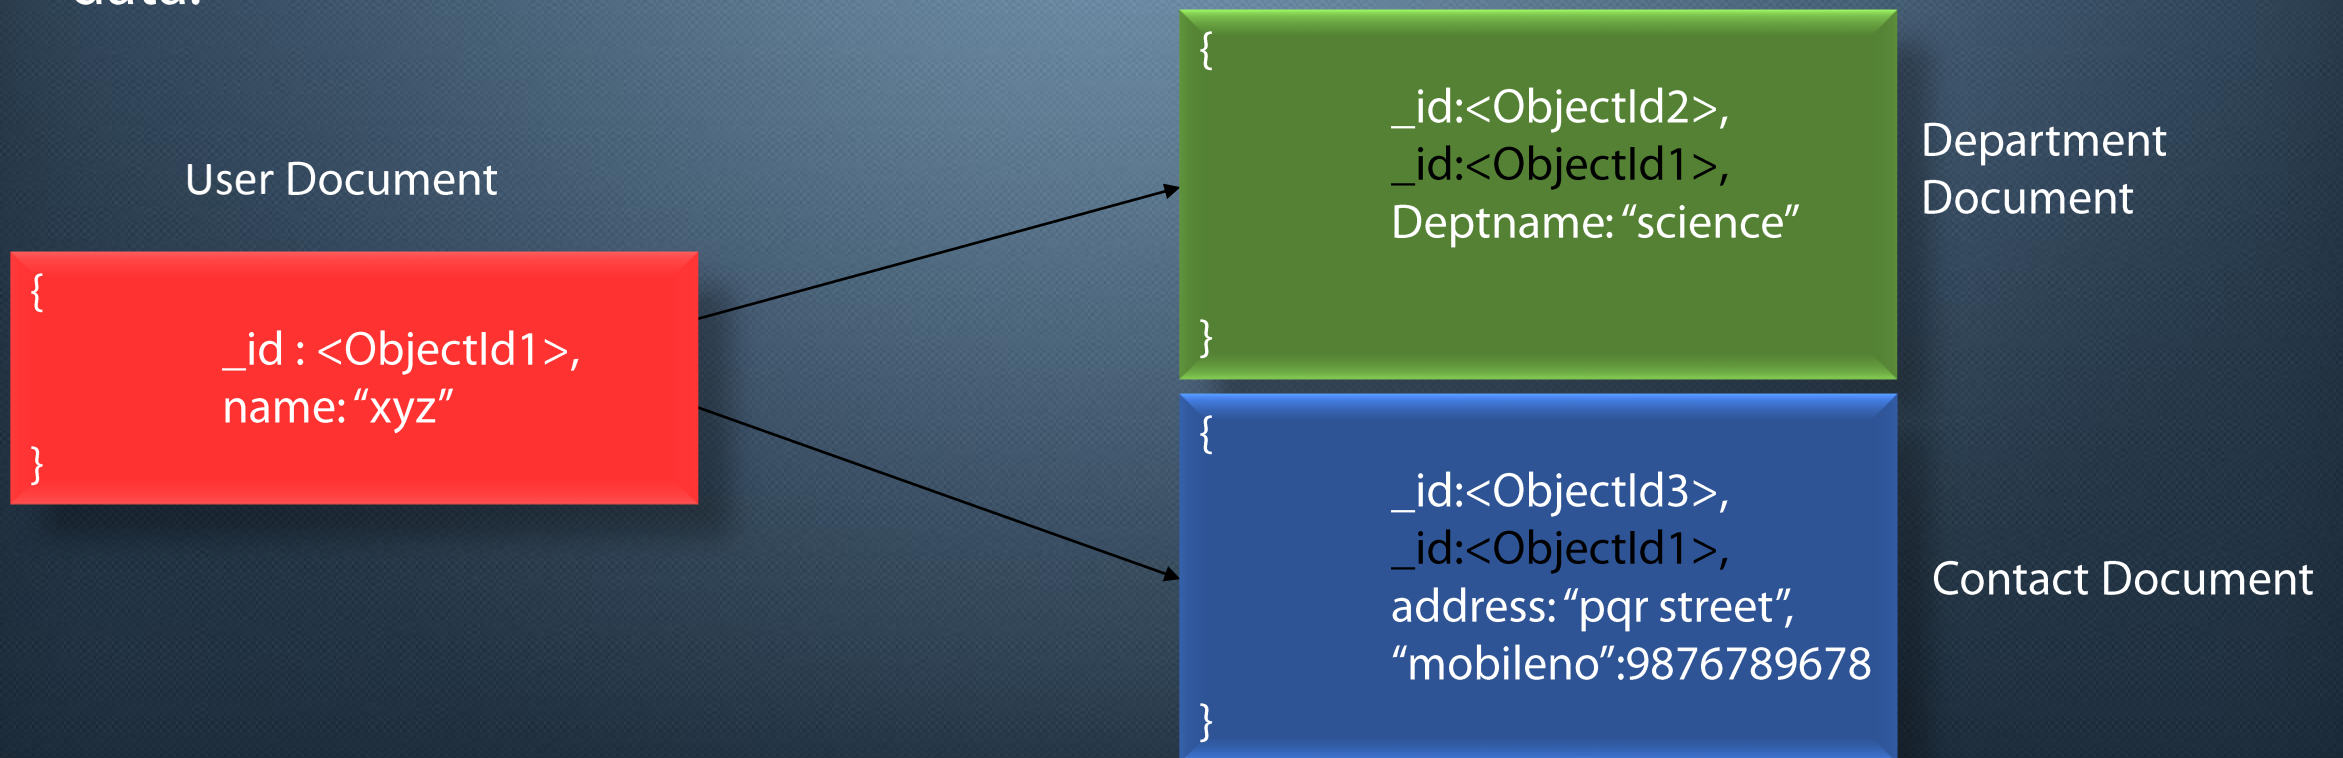 data.
User Document
{
_id : <ObjectId1>,
name: “xyz”
}
{
_id:<ObjectId2>,
_id:<ObjectId1>,
Deptname: “science”
}
Department
Document
{
_id:<ObjectId3>,
_id:<ObjectId1>,
address: “pqr street”,
“mobileno”:9876789678
}
Contact Document